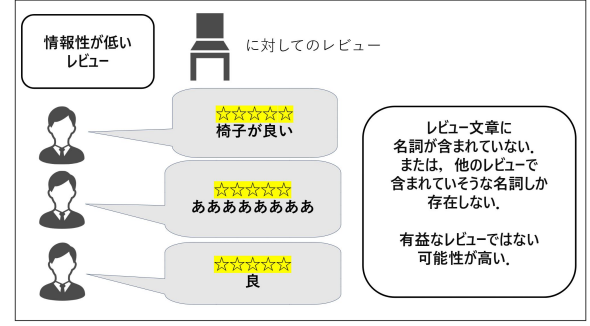 情報性が低い
レビュー
に対してのレビュー
☆☆☆☆☆
椅子が良い
☆☆☆☆☆
ああああああああ
☆☆☆☆☆
良
レビュー文章に
名詞が含まれていない．
または，他のレビューで
含まれていそうな名詞しか
存在しない．
有益なレビューではない
可能性が高い．